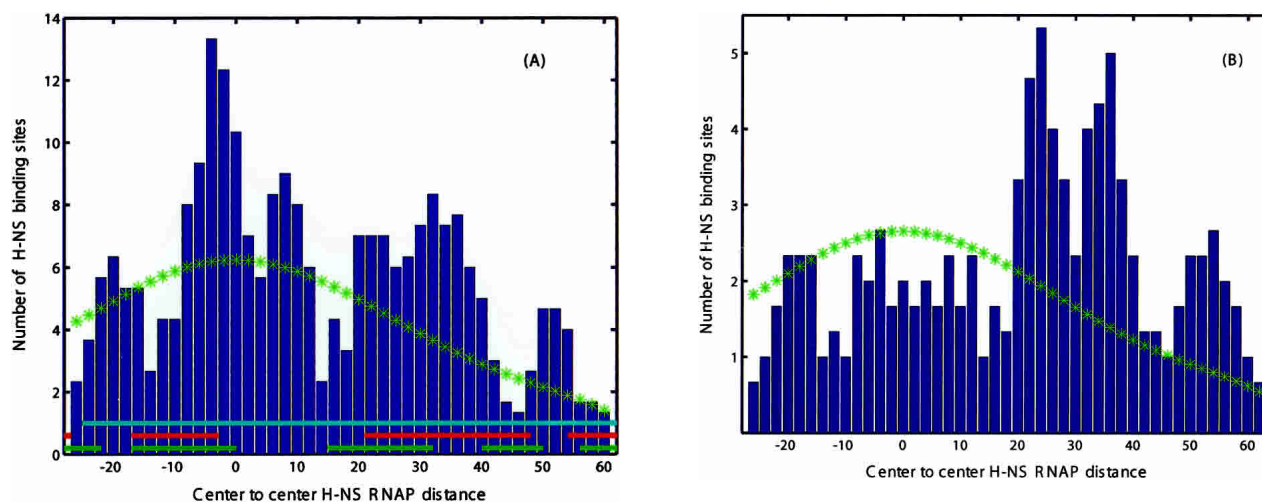 14
12
10
8
6
4
2
0
Number of H-NS binding sites
(A)
-20 -10 0 10 20 30 40 50 60
Center to center H-NS RNAP distance
5
4
3
2
1
Number of H-NS binding sites
(B)
-20 -10 0 10 20 30 40 50 60
Center to center H-NS RNAP distance